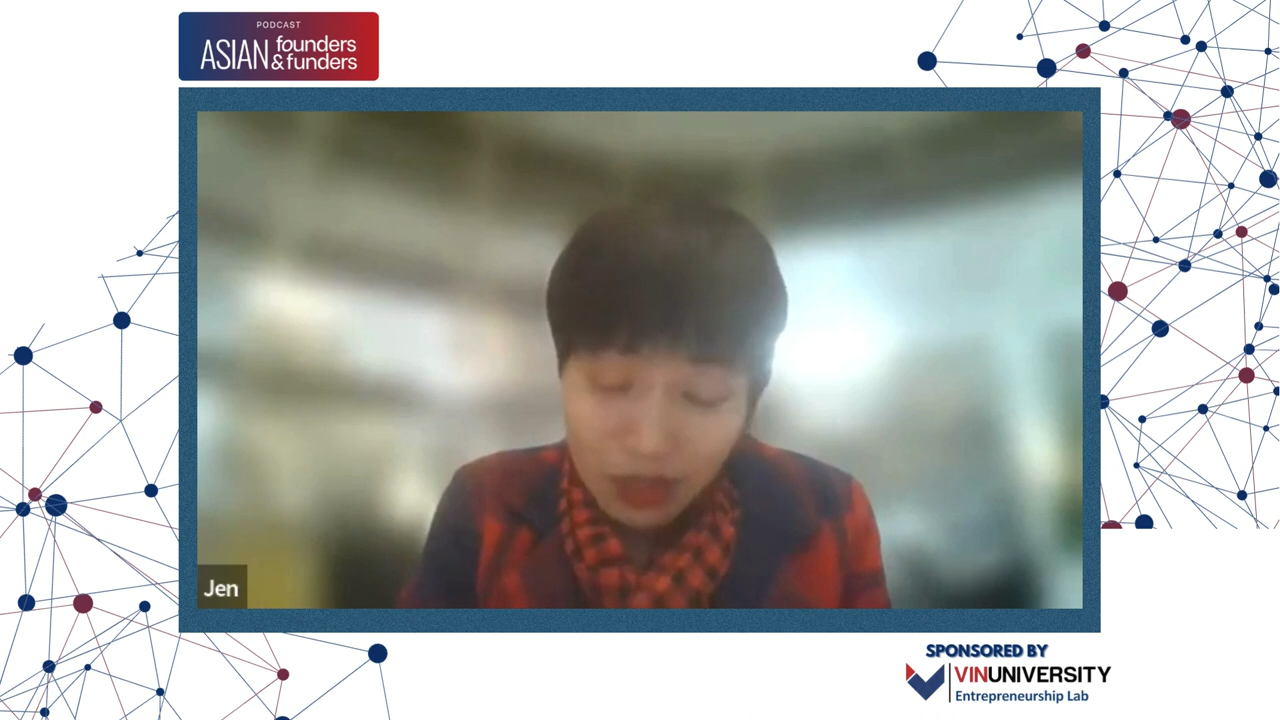 PODCAST
ASIAN founders
& funders
Jen
SPONSORED BY
VINUNIVERSITY
Entrepreneurship Lab